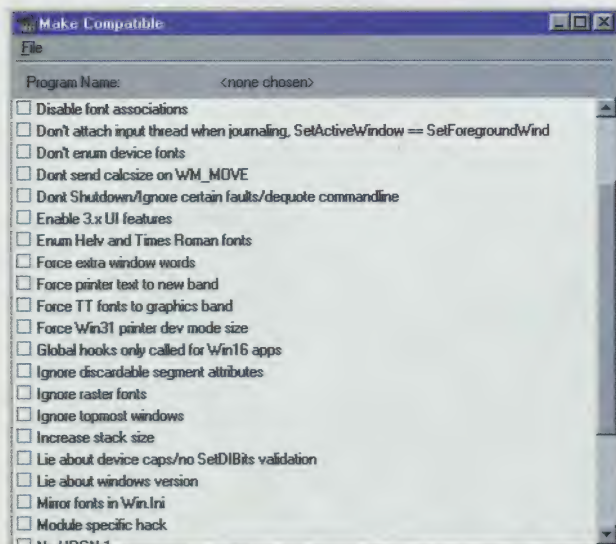 Make Compatible
File
Program Name: <none chosen>
Disable font associations
Don't attach input thread when journaling, SetActiveWindow == SetForegroundWind
Don't enum device fonts
Dont send calcsize on WM_MOVE
Dont Shutdown/Ignore certain faults/dequote commandline
Enable 3.x UI features
Enum Helv and Times Roman fonts
Force extra window words
Force printer text to new band
Force TT fonts to graphics band
Force Win31 printer dev mode size
Global hooks only called for Win16 apps
Ignore discardable segment attributes
Ignore raster fonts
Ignore topmost windows
Increase stack size
Lie about device caps/no SetDIBits validation
Lie about windows version
Mirror fonts in Win.Ini
Module specific hack